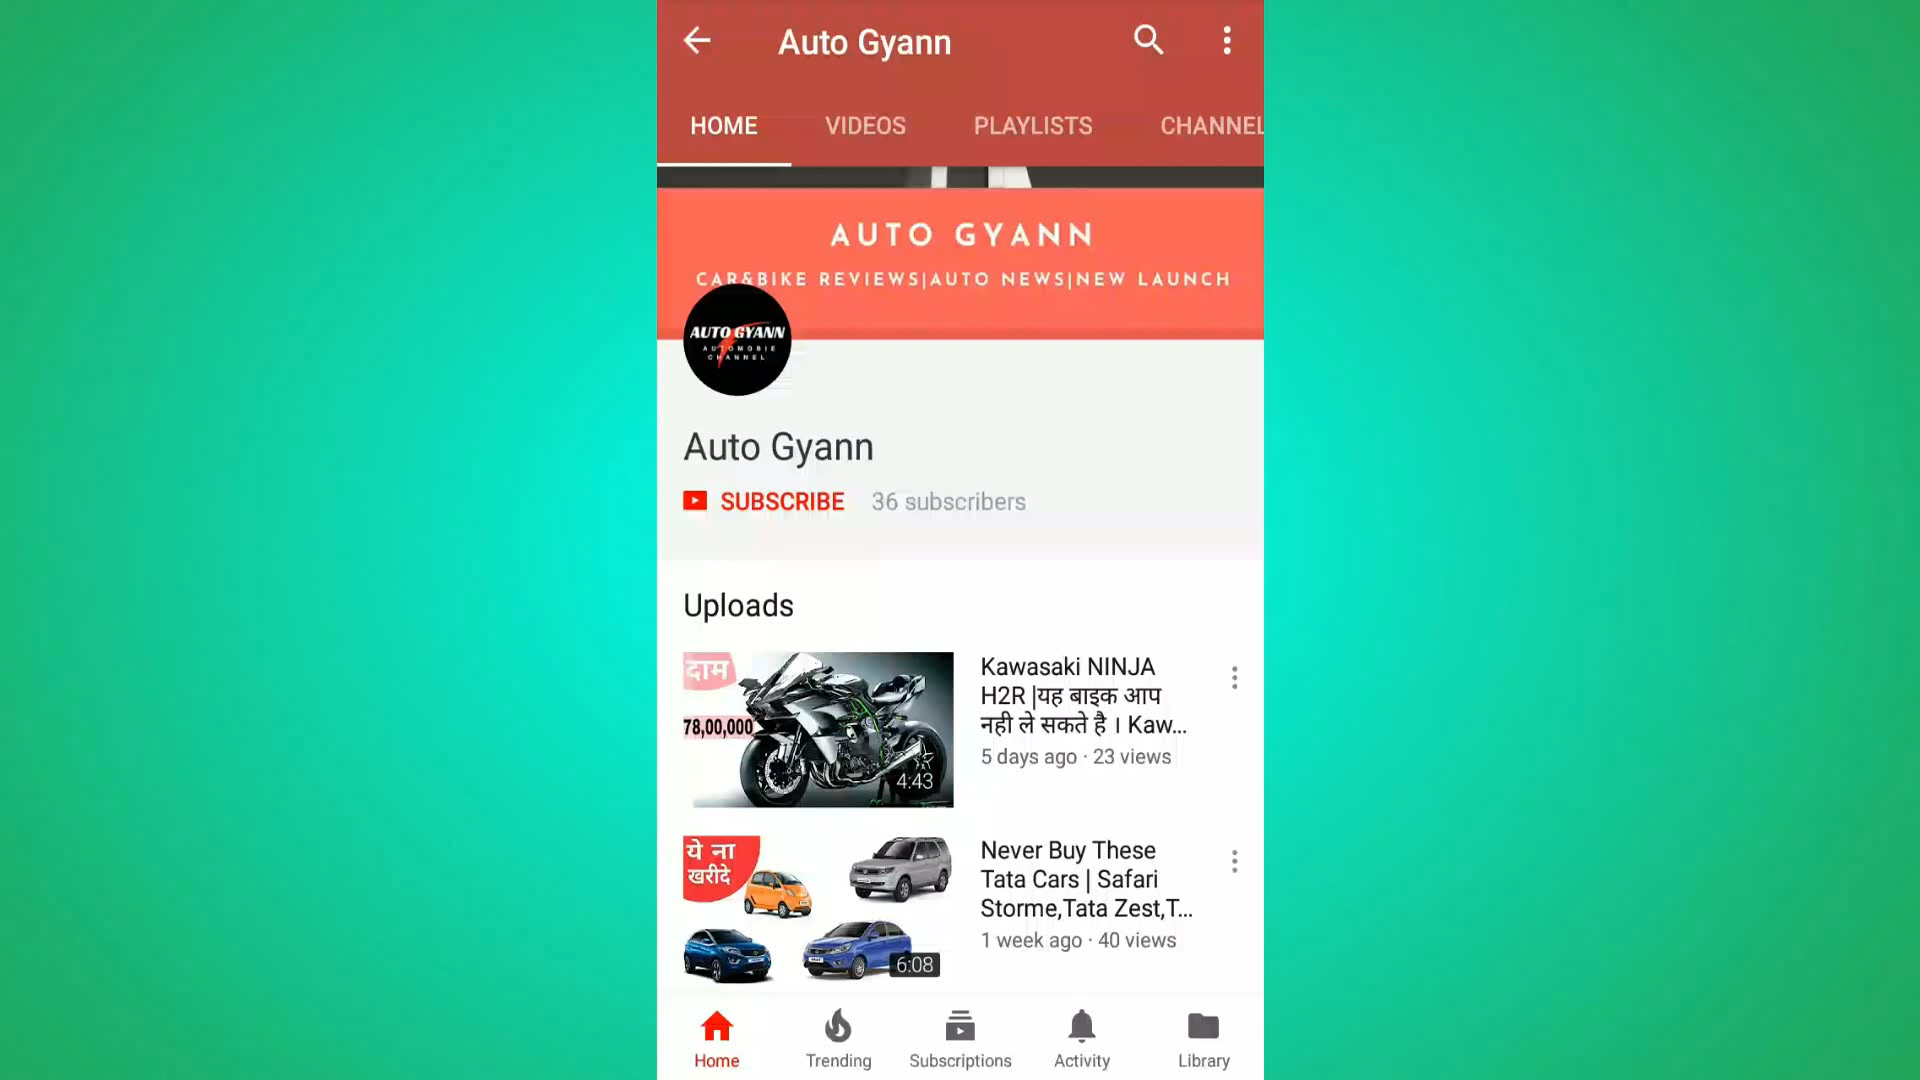 Auto Gyann
HOME VIDEOS PLAYLISTS CHANNEL
AUTO GYANN
CAR&BIKE REVIEWS|AUTO NEWS|NEW LAUNCH
AUTO GYANN
AUTOMOBIE
CHANNEL
Auto Gyann
SUBSCRIBE 36 subscribers
Uploads
दाम
78,00,000
4:43
Kawasaki NINJA
H2R |यह बाइक आप
नही ले सकते है । Kaw...
5 days ago · 23 views
ये ना
खरीदे
6:08
Never Buy These
Tata Cars | Safari
Storme,Tata Zest,T...
1 week ago · 40 views
Home Trending Subscriptions Activity Library